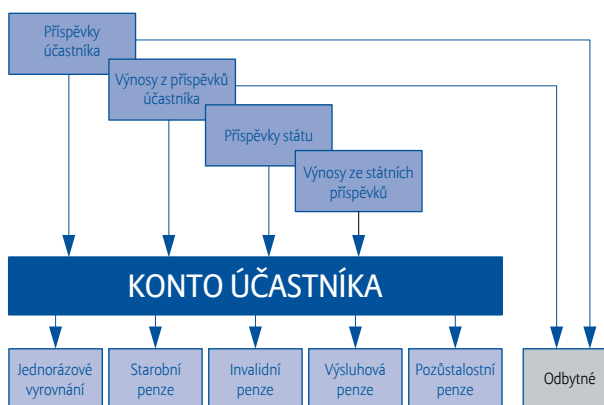 Příspěvky
účastníka
Výnosy z příspěvků
účastníka
Příspěvky státu
Výnosy ze státních
příspěvků
KONTO ÚČASTNÍKA
Jednorázové
vyrovnání
Starobní
penze
Invalidní
penze
Výsluhová
penze
Pozůstalostní
penze
Odbytné